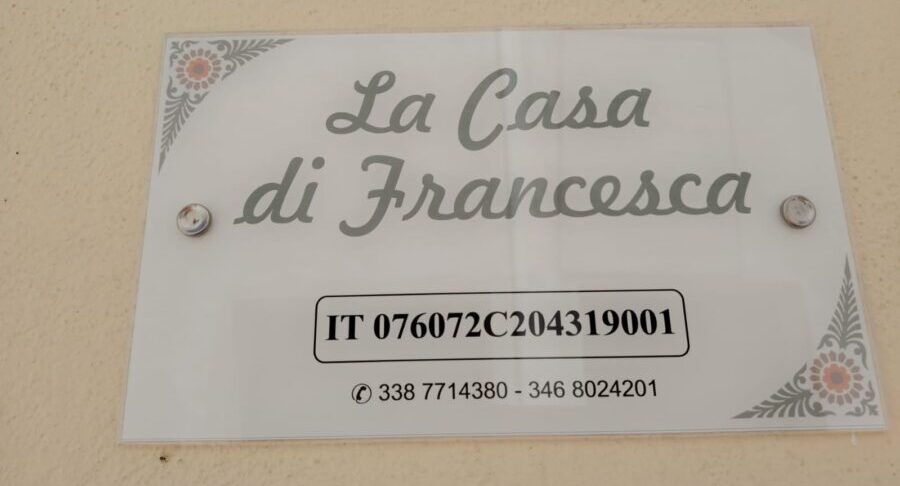 La Casa
di Francesca
IT 076072C204319001
✆ 338 7714380 - 346 8024201